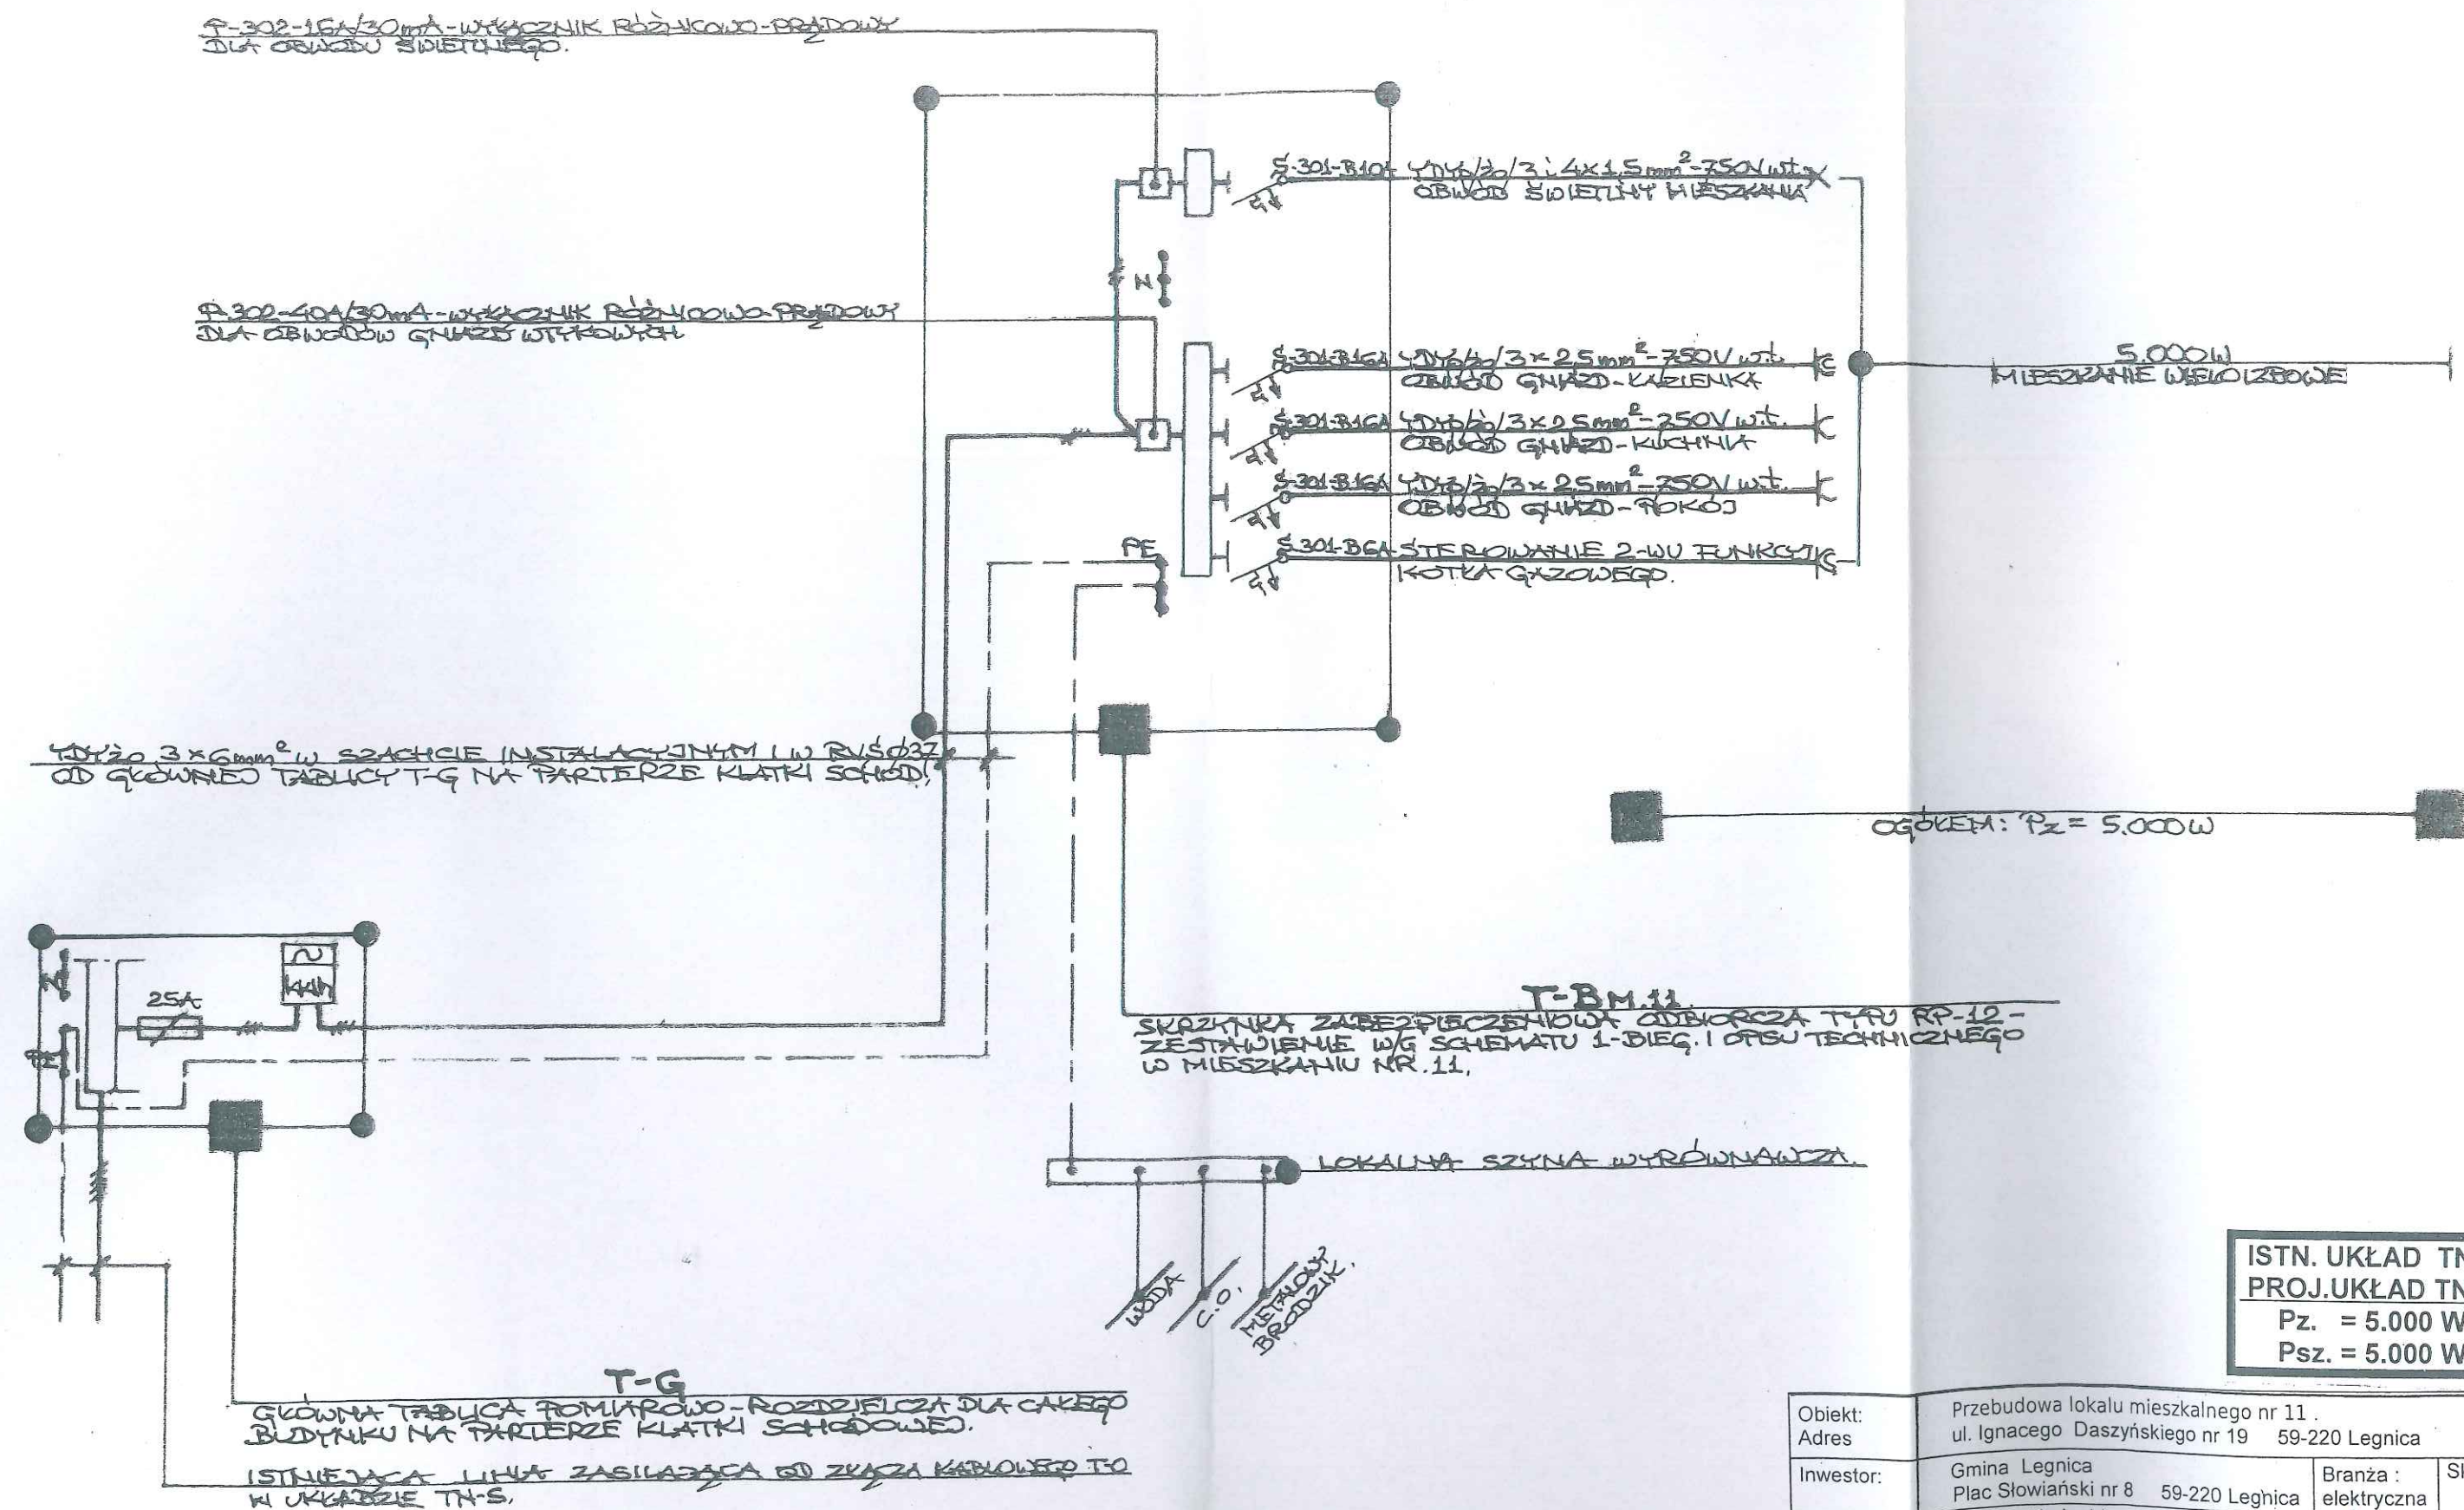 P-302-16A/30mA-WYŁĄCZNIK RÓŻNICOWO-PRĄDOWY
DLA OBWODU ŚWIETLNEGO.
S-301-B10A YDYp/żo/3 i 4x1,5mm²-750V w.t.
OBWÓD ŚWIETLNY MIESZKANIA
N
P-302-40A/30mA-WYŁĄCZNIK RÓŻNICOWO-PRĄDOWY
DLA OBWODÓW GNIAZD WTYKOWYCH
S-301-B16A YDYp/żo/3x2,5mm²-750V w.t.
OBWÓD GNIAZD-ŁAZIENKA
5.000W
MIESZKANIE WIELOIZBOWE
S-301-B16A YDYp/żo/3x2,5mm²-750V w.t.
OBWÓD GNIAZD-KUCHNIA
S-301-B16A YDYp/żo/3x2,5mm²-750V w.t.
OBWÓD GNIAZD-POKÓJ
PE
S-301-B6A STEROWANIE 2-WU FUNKCYJ.
KOTŁA GAZOWEGO.
YDYżo 3x6mm² W SZACHCIE INSTALACYJNYM I W RVSØ37
OD GŁÓWNEJ TABLICY T-G NA PARTERZE KLATKI SCHOD.
OGÓŁEM: Pz = 5.000W
N
25A
kWh
PE
T-BM.11.
SKRZYNKA ZABEZPIECZENIOWA ODBIORCZA TYPU RP-12-
ZESTAWIENIE W/G SCHEMATU 1-BIEG. I OPISU TECHNICZNEGO
W MIESZKANIU NR.11.
LOKALNA SZYNA WYRÓWNAWCZA.
WODA
C.O.
METALOWY
BRODZIK.
T-G
GŁÓWNA TABLICA POMIAROWO-ROZDZIELCZA DLA CAŁEGO
BUDYNKU NA PARTERZE KLATKI SCHODOWEJ.
ISTNIEJĄCA LINIA ZASILAJĄCA OD ZŁĄCZA KABLOWEGO T-O
W UKŁADZIE TN-S.
ISTN. UKŁAD TN
PROJ.UKŁAD TN
Pz. = 5.000 W
Psz. = 5.000 W
Obiekt: Przebudowa lokalu mieszkalnego nr 11 .
Adres ul. Ignacego Daszyńskiego nr 19 59-220 Legnica
Inwestor: Gmina Legnica
Plac Słowiański nr 8 59-220 Legnica
Branża :
elektryczna